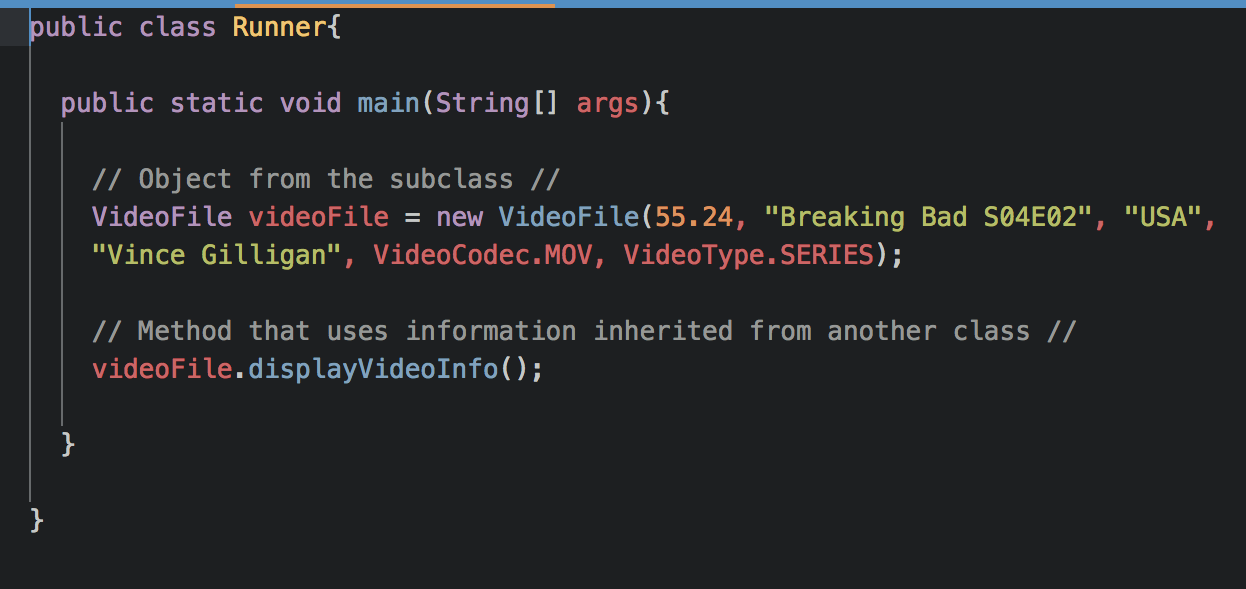 public class Runner{
public static void main(String[] args){
// Object from the subclass //
VideoFile videoFile = new VideoFile(55.24, "Breaking Bad S04E02", "USA",
"Vince Gilligan", VideoCodec.MOV, VideoType.SERIES);
// Method that uses information inherited from another class //
videoFile.displayVideoInfo();
}
}